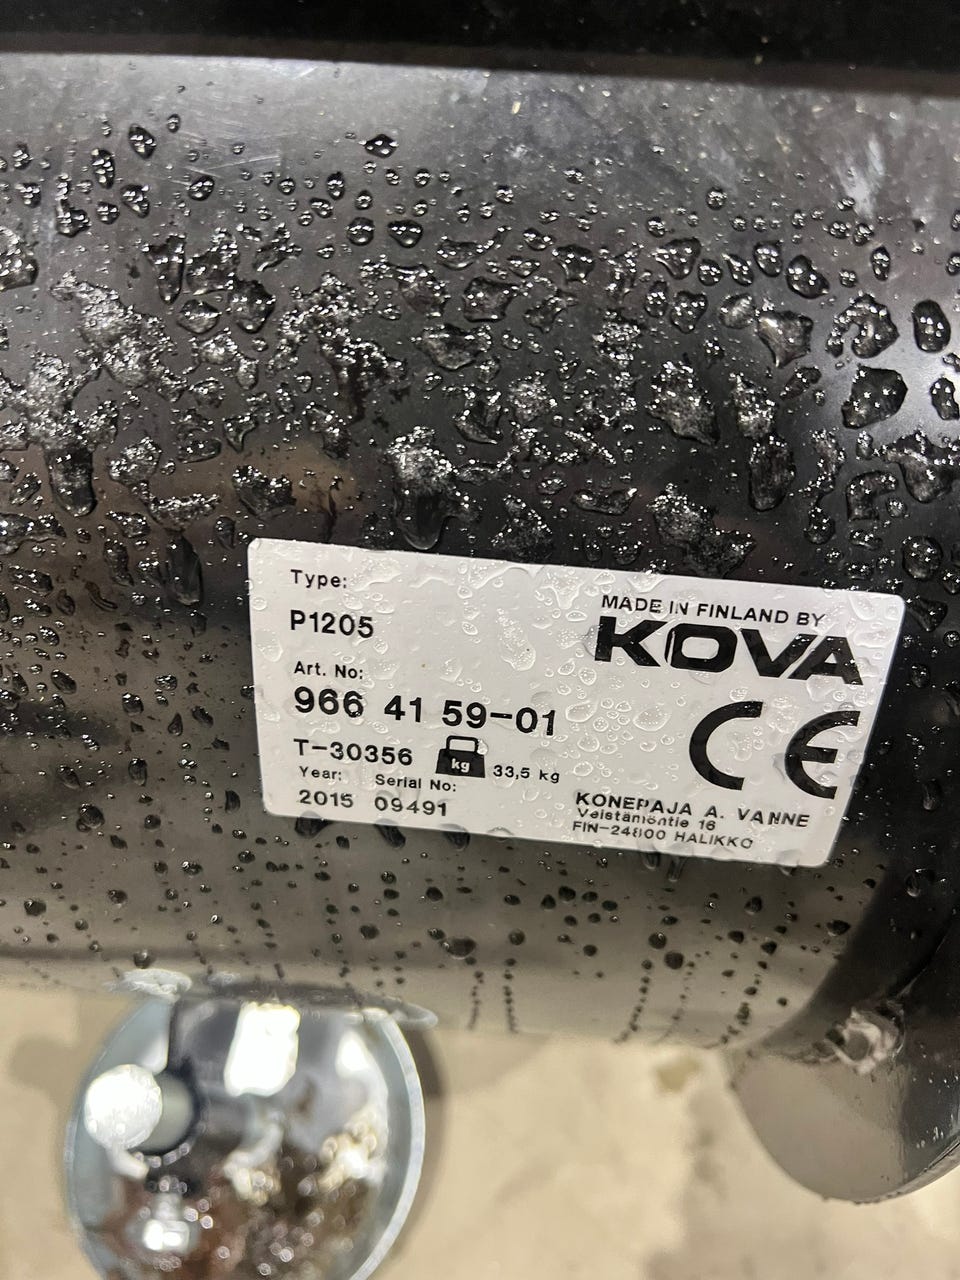 Type:
P1205
Art. No:
966 41 59-01
T-30356
kg
33,5 kg
Year: Serial No:
2015 09491
MADE IN FINLAND BY
KOVA
CE
KONEPAJA A. VANNE
Veistämöntie 16
FIN-24800 HALIKKO